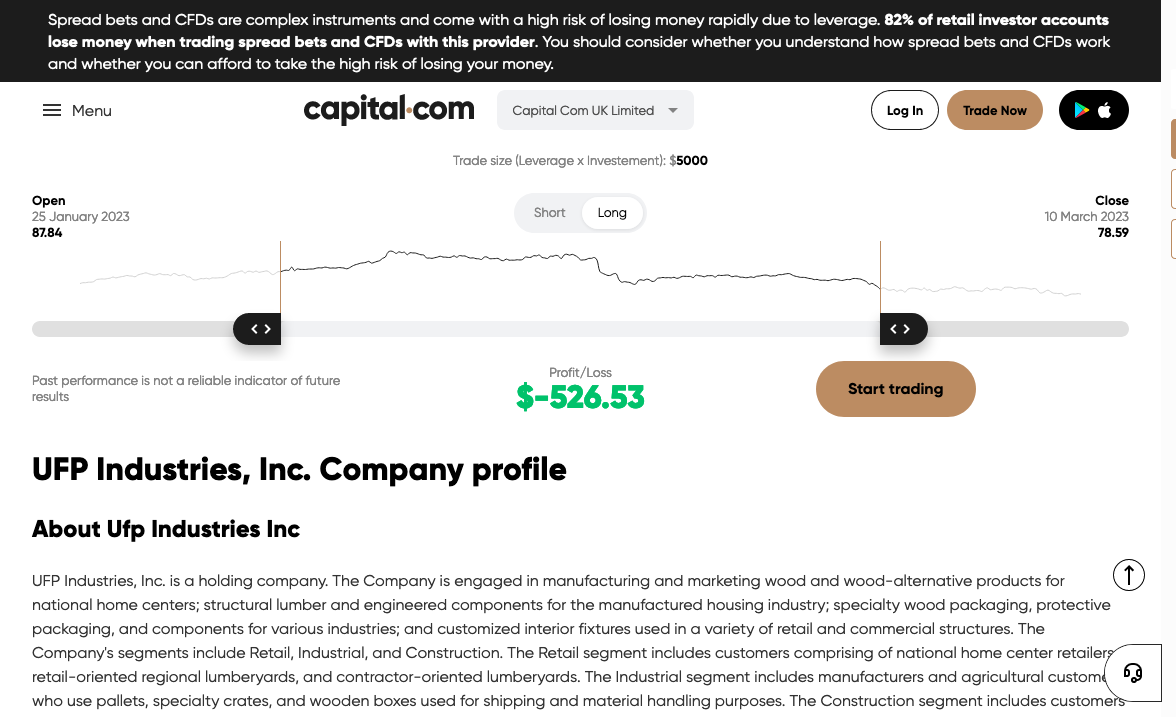 Spread bets and CFDs are complex instruments and come with a high risk of losing money rapidly due to leverage. 82% of retail investor accounts
lose money when trading spread bets and CFDs with this provider. You should consider whether you understand how spread bets and CFDs work
and whether you can afford to take the high risk of losing your money.
Menu
capital.com
Capital Com UK Limited
Log In
Trade Now
Trade size (Leverage x Investement): $5000
Open
25 January 2023
87.84
Short
Long
Close
10 March 2023
78.59
Past performance is not a reliable indicator of future
results
Profit/Loss
$-526.53
Start trading
UFP Industries, Inc. Company profile
About Ufp Industries Inc
UFP Industries, Inc. is a holding company. The Company is engaged in manufacturing and marketing wood and wood-alternative products for
national home centers; structural lumber and engineered components for the manufactured housing industry; specialty wood packaging, protective
packaging, and components for various industries; and customized interior fixtures used in a variety of retail and commercial structures. The
Company's segments include Retail, Industrial, and Construction. The Retail segment includes customers comprising of national home center retailers,
retail-oriented regional lumberyards, and contractor-oriented lumberyards. The Industrial segment includes manufacturers and agricultural custome
who use pallets, specialty crates, and wooden boxes used for shipping and material handling purposes. The Construction segment includes customers